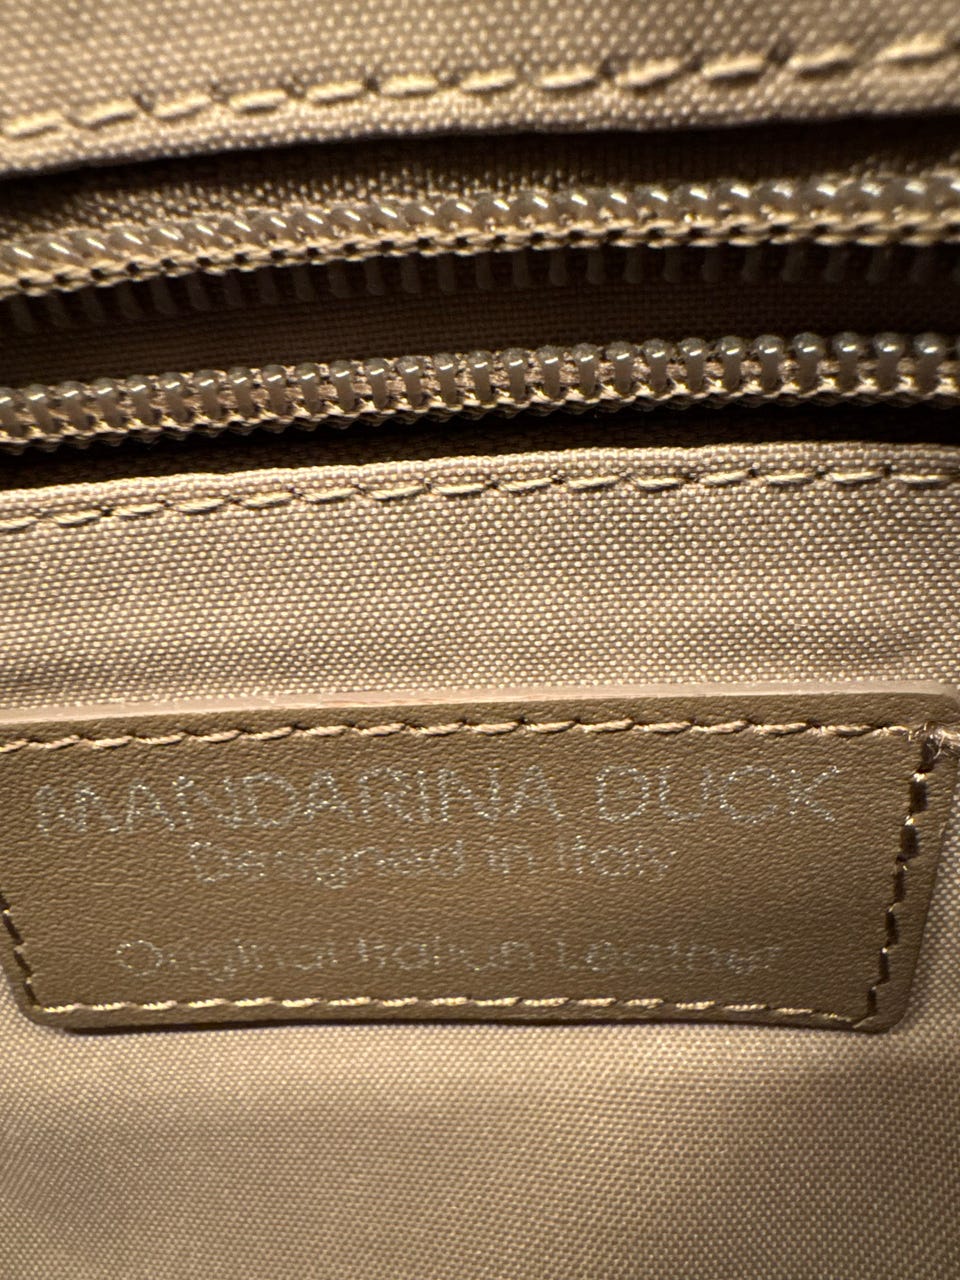 MANDARINA DUCK
Designed in Italy
Original Italian Leather